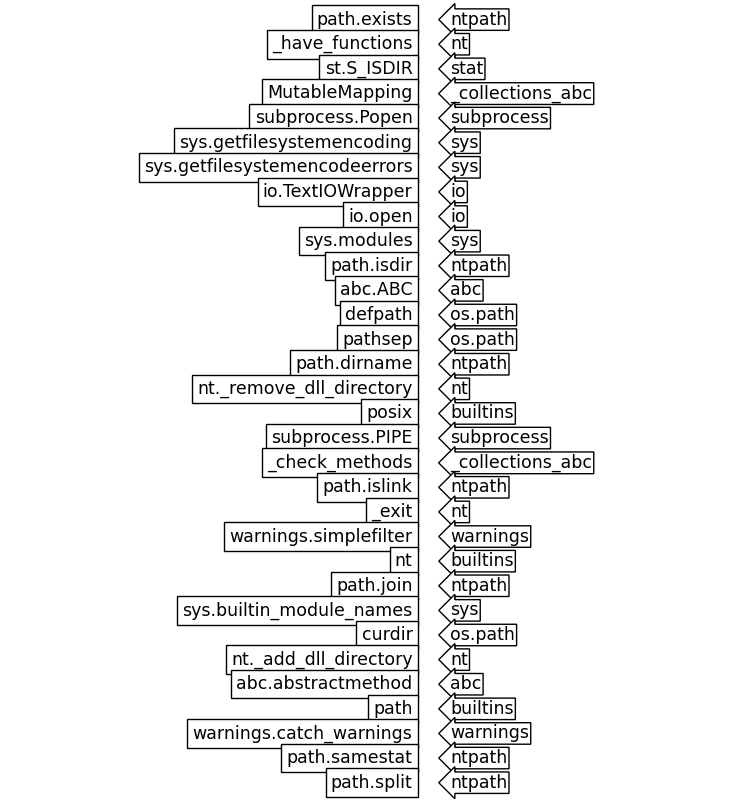 path.exists ntpath
_have_functions nt
st.S_ISDIR stat
MutableMapping _collections_abc
subprocess.Popen subprocess
sys.getfilesystemencoding sys
sys.getfilesystemencodeerrors sys
io.TextIOWrapper io
io.open io
sys.modules sys
path.isdir ntpath
abc.ABC abc
defpath os.path
pathsep os.path
path.dirname ntpath
nt._remove_dll_directory nt
posix builtins
subprocess.PIPE subprocess
_check_methods _collections_abc
path.islink ntpath
_exit nt
warnings.simplefilter warnings
nt builtins
path.join ntpath
sys.builtin_module_names sys
curdir os.path
nt._add_dll_directory nt
abc.abstractmethod abc
path builtins
warnings.catch_warnings warnings
path.samestat ntpath
path.split ntpath